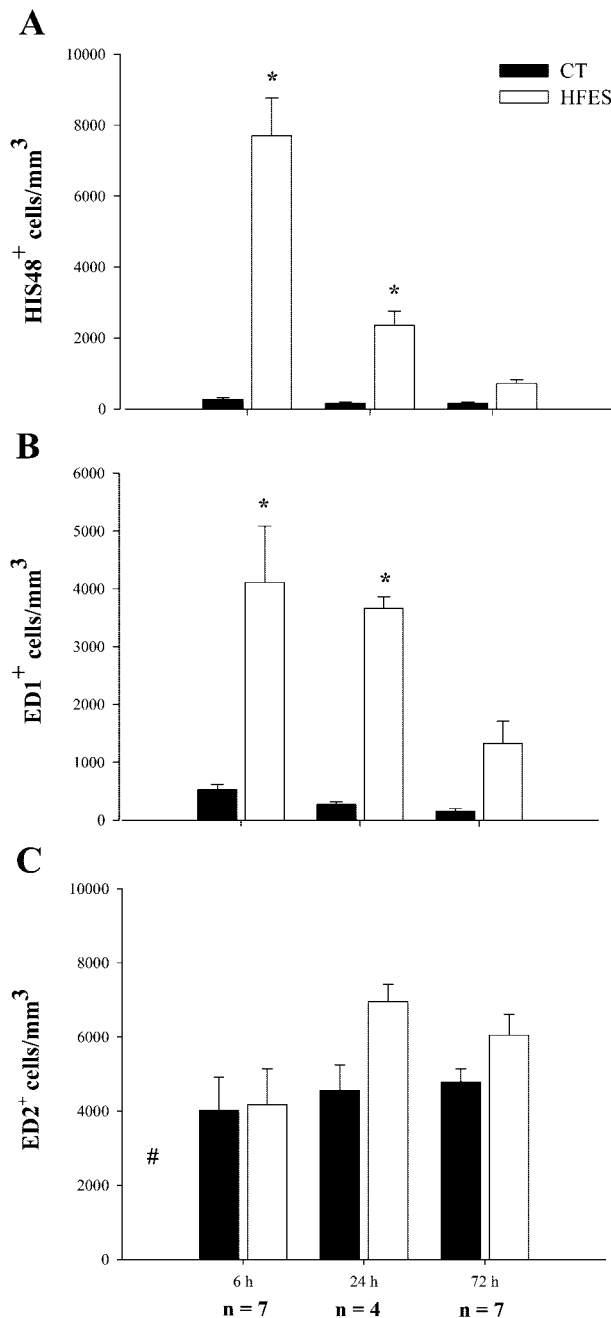 A
10000
8000
6000
4000
2000
0
HIS48+ cells/mm3
CT
HFES
*
*
B
6000
5000
4000
3000
2000
1000
0
ED1+ cells/mm3
*
*
C
10000
8000
6000
4000
2000
0
ED2+ cells/mm3
#
6 h 24 h 72 h
n = 7 n = 4 n = 7